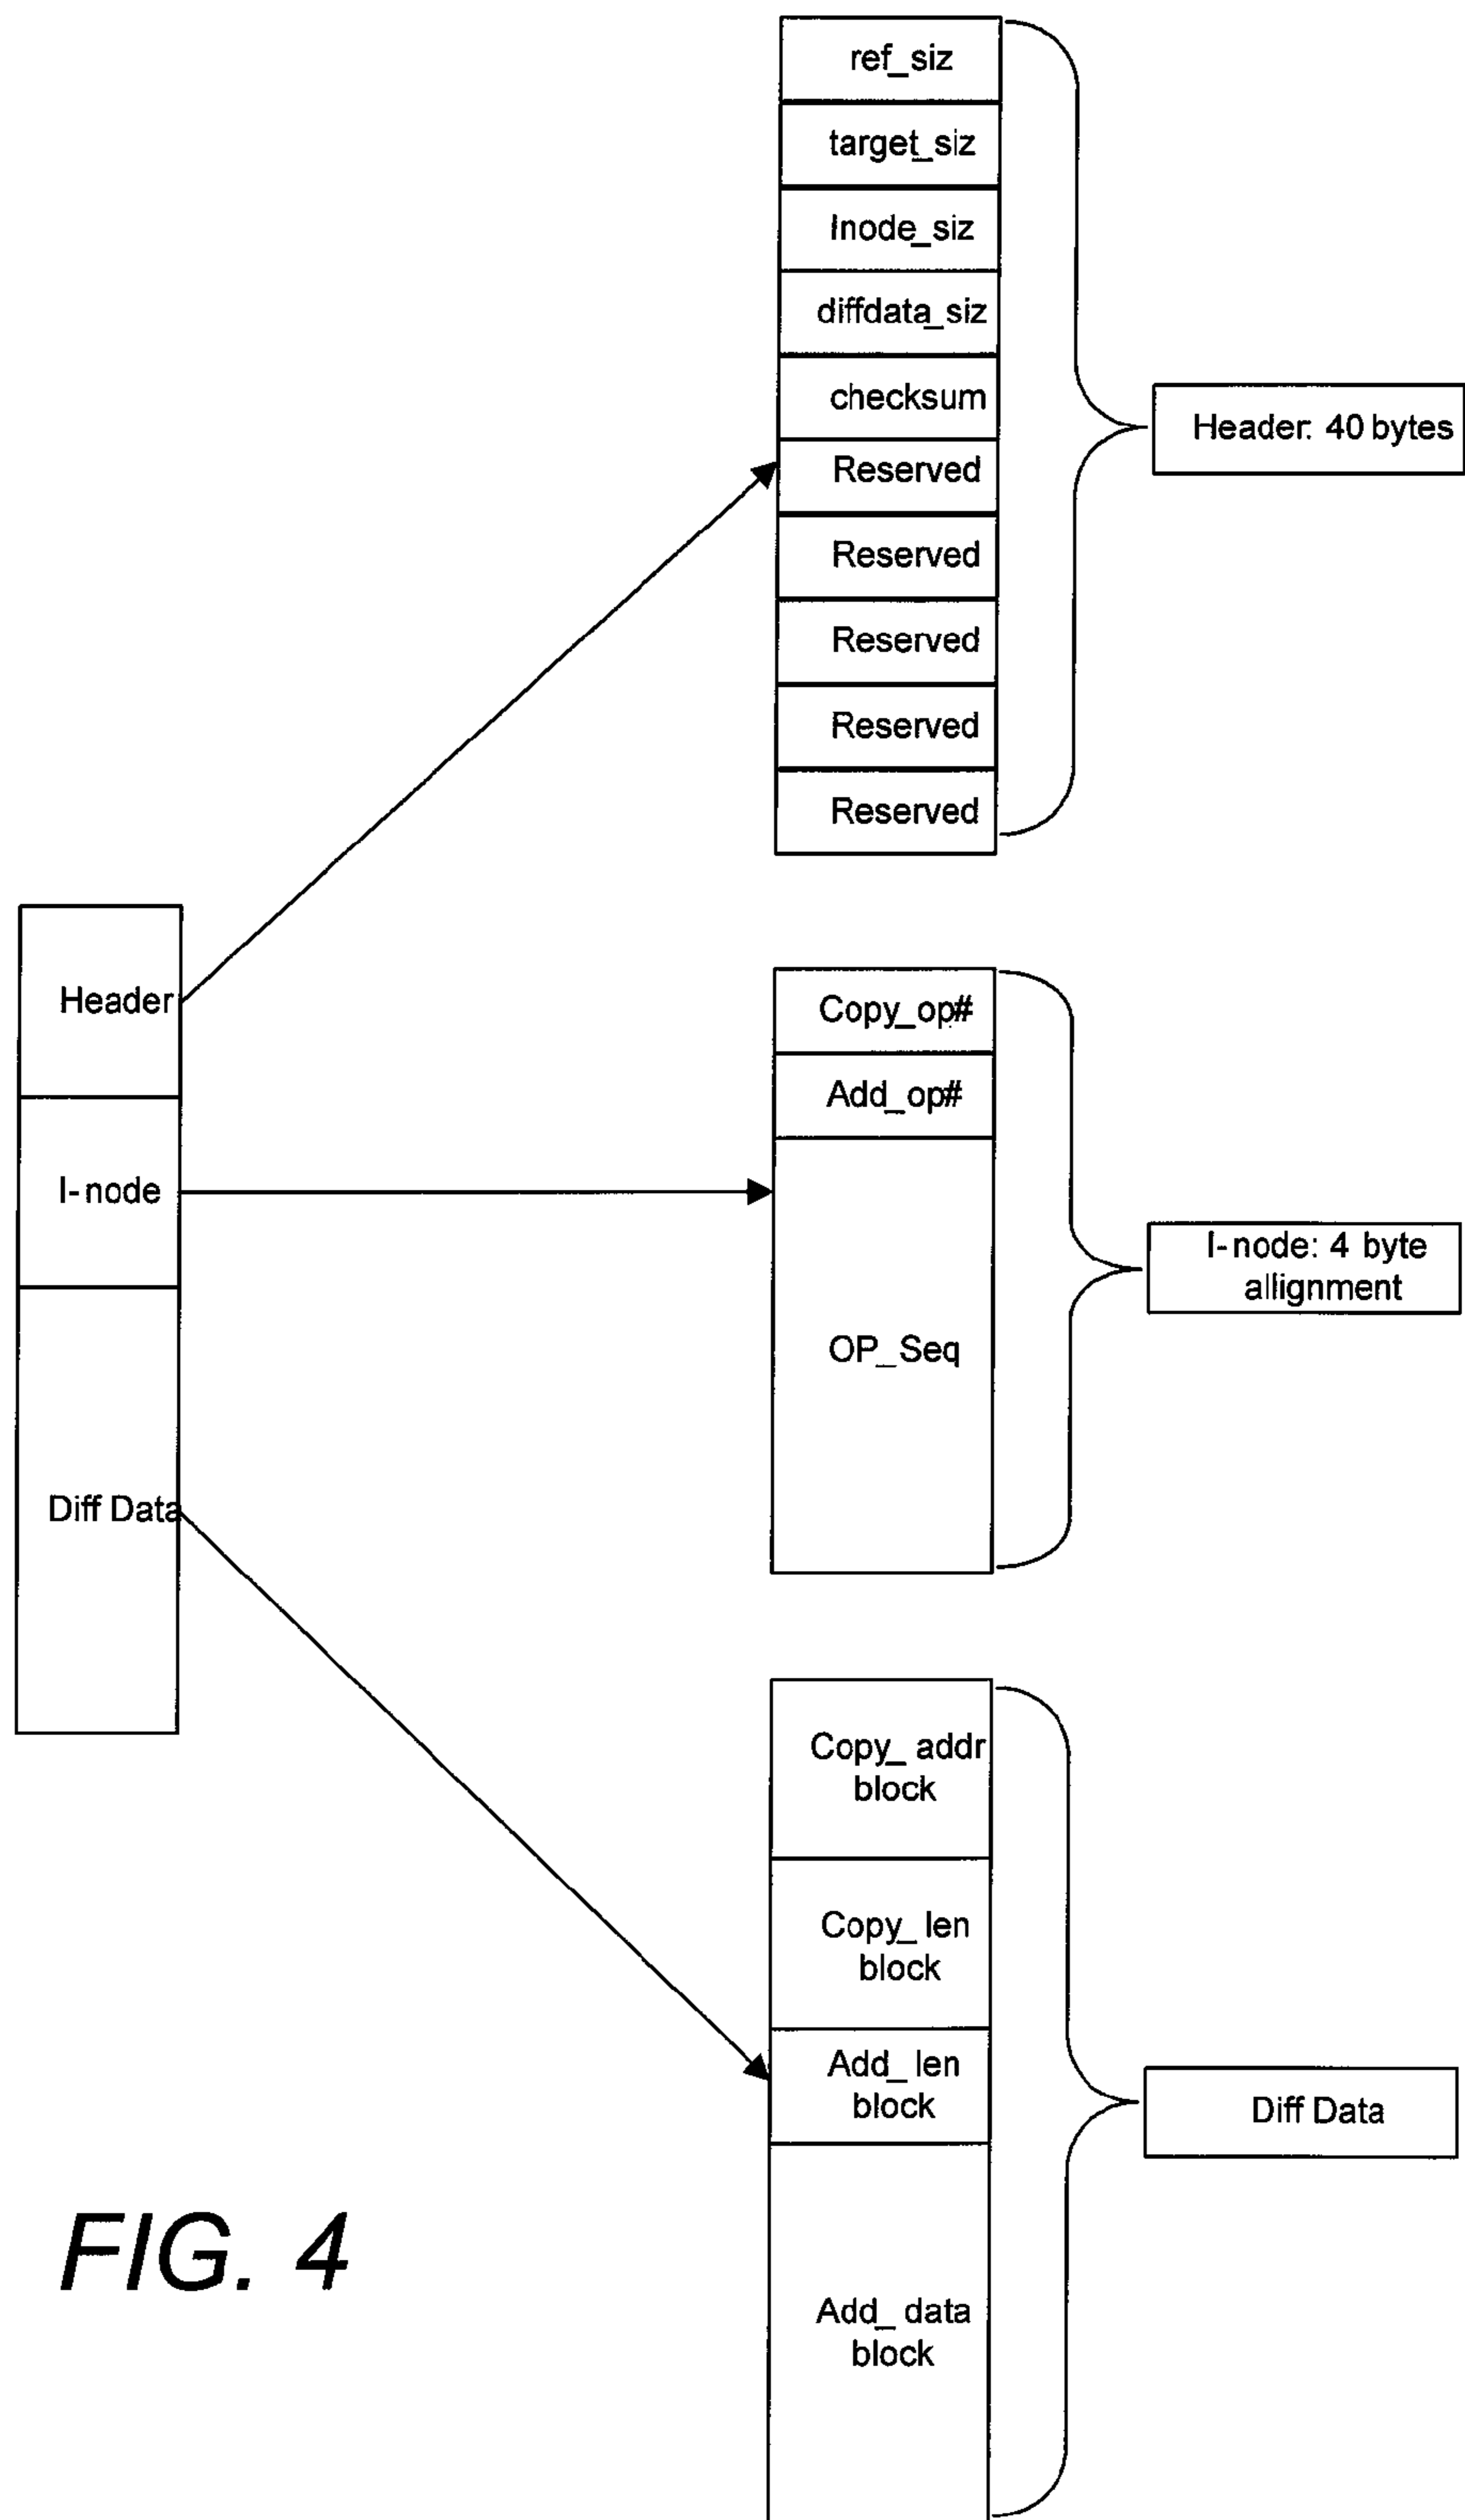 ref_siz
target_siz
Inode_siz
diffdata_siz
checksum
Reserved
Reserved
Reserved
Reserved
Reserved
Header: 40 bytes
Header
I-node
Diff Data
Copy_op#
Add_op#
OP_Seq
I-node: 4 byte
allignment
Copy_ addr
block
Copy_ len
block
Add_ len
block
Add_ data
block
Diff Data
FIG. 4